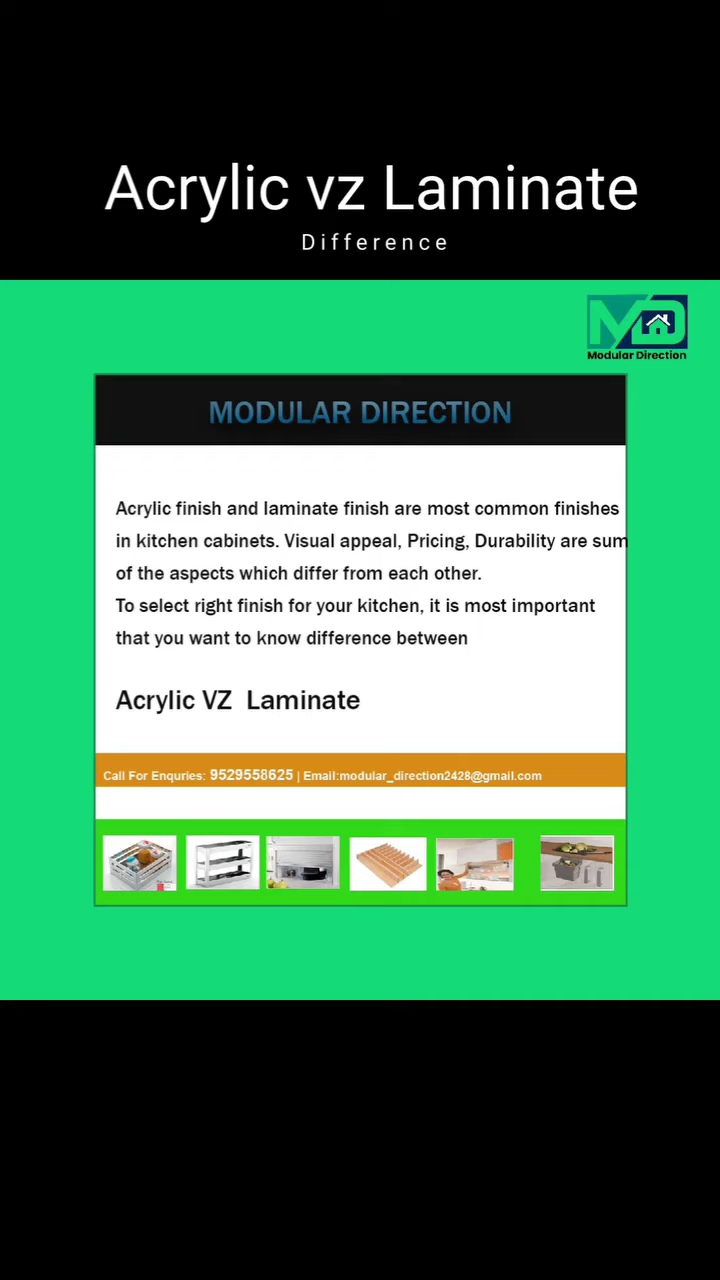 Acrylic vz Laminate
Difference
MD
Modular Direction
MODULAR DIRECTION
Acrylic finish and laminate finish are most common finishes
in kitchen cabinets. Visual appeal, Pricing, Durability are sum
of the aspects which differ from each other.
To select right finish for your kitchen, it is most important
that you want to know difference between
Acrylic VZ Laminate
Call For Enquries: 9529558625 | Email:modular_direction2428@gmail.com